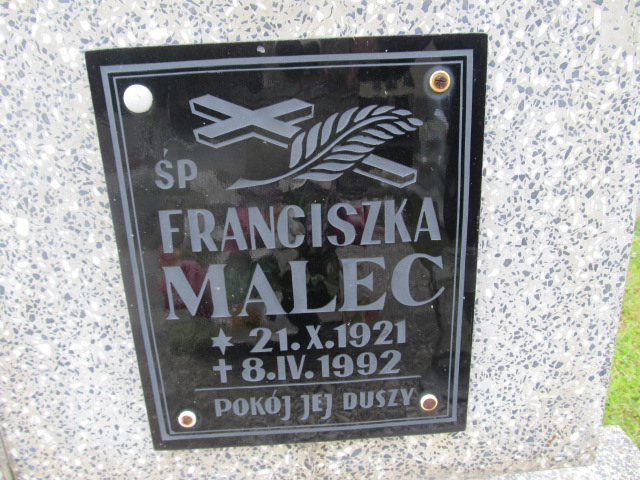 ŚP
FRANCISZKA
MALEC
* 21.X.1921
✝ 8.IV.1992
POKÓJ JEJ DUSZY